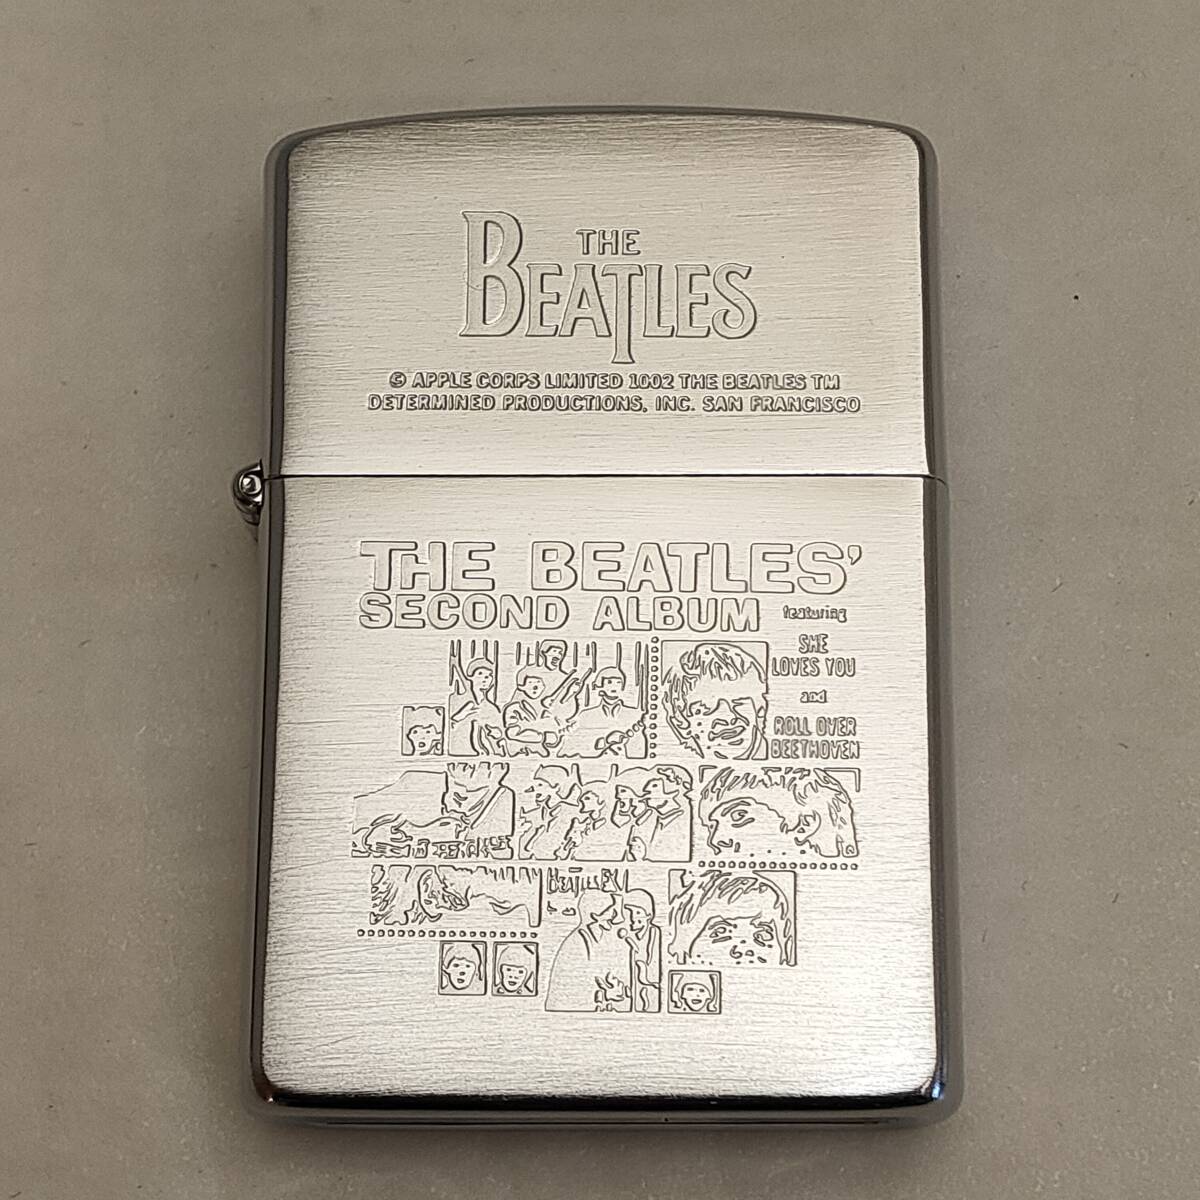 THE
BEATLES
© APPLE CORPS LIMITED 1002 THE BEATLES TM
DETERMINED PRODUCTIONS, INC. SAN FRANCISCO
THE BEATLES'
SECOND ALBUM featuring
SHE
LOVES YOU
and
ROLL OVER
BEETHOVEN
BEATLES